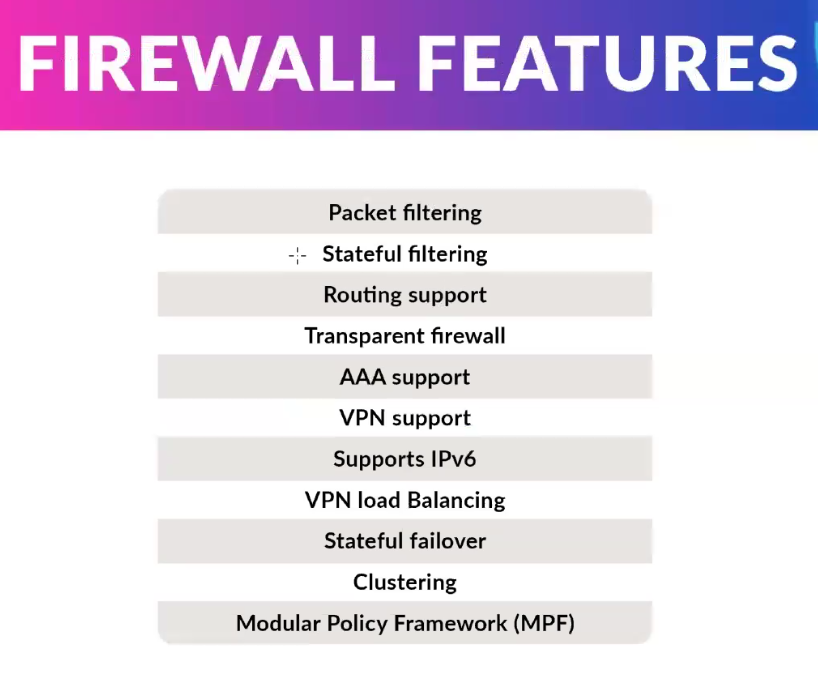 FIREWALL FEATURES
Packet filtering
Stateful filtering
Routing support
Transparent firewall
AAA support
VPN support
Supports IPv6
VPN load Balancing
Stateful failover
Clustering
Modular Policy Framework (MPF)